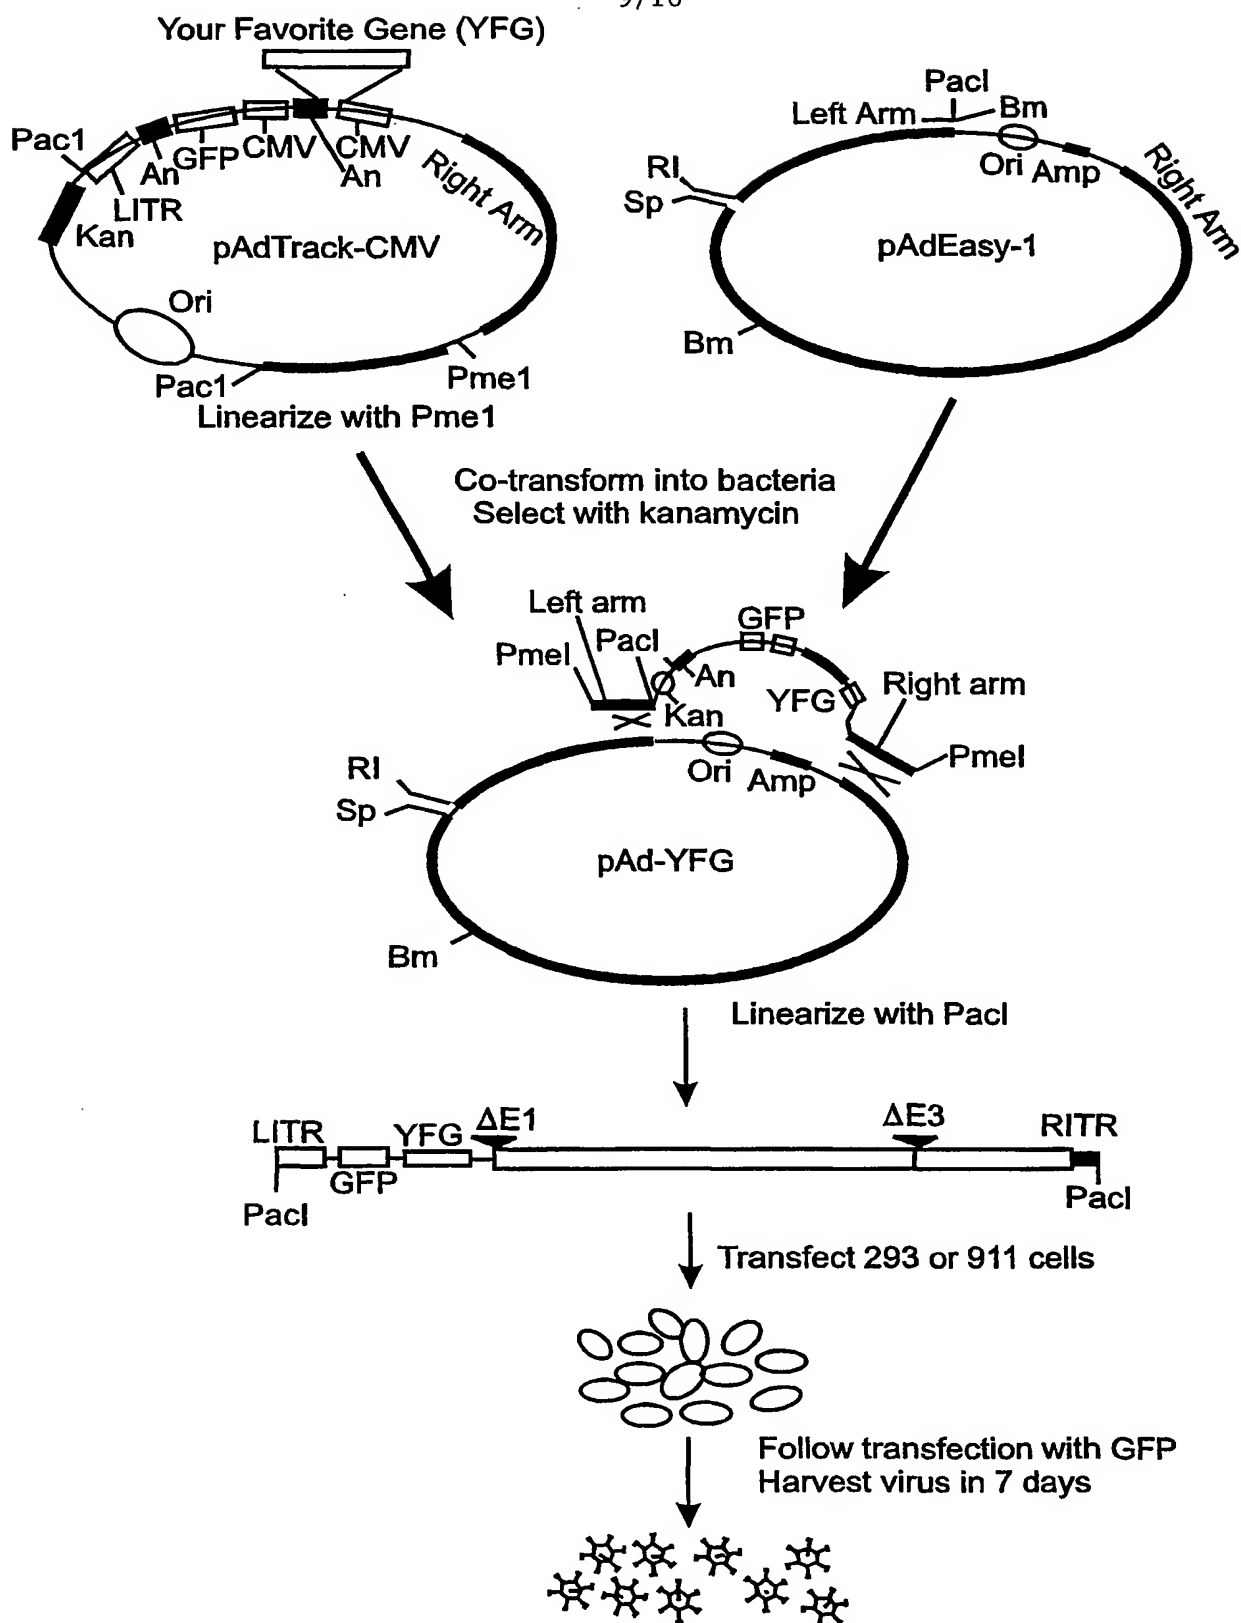 9/16
Your Favorite Gene (YFG)
Pac1
An
GFP
CMV
CMV
An
LITR
Kan
Right Arm
pAdTrack-CMV
Ori
Pac1
Pme1
Linearize with Pme1
PacI
Left Arm
Bm
Ori
Amp
Right Arm
RI
Sp
pAdEasy-1
Bm
Co-transform into bacteria
Select with kanamycin
Left arm
PacI
PmeI
GFP
An
Kan
YFG
Right arm
PmeI
Ori
Amp
RI
Sp
pAd-YFG
Bm
Linearize with PacI
LITR
GFP
YFG
ΔE1
ΔE3
RITR
PacI
PacI
Transfect 293 or 911 cells
Follow transfection with GFP
Harvest virus in 7 days